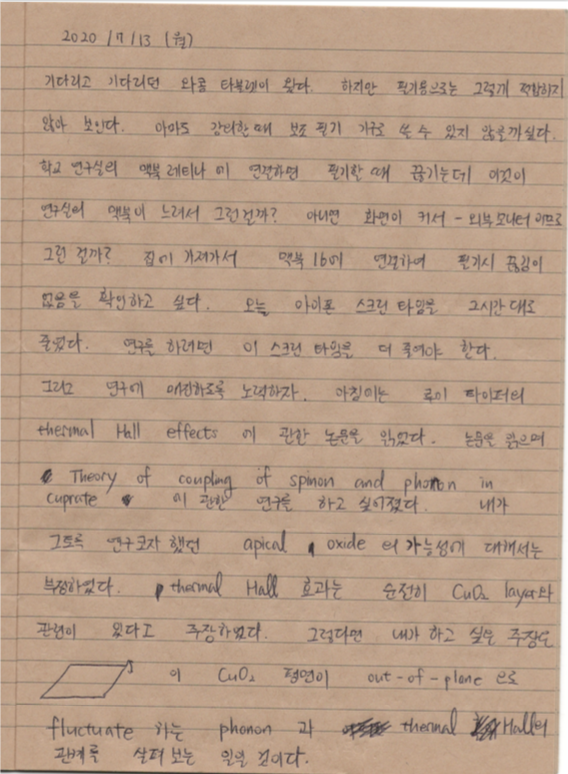 2020/7/13 (월)
기다리고 기다리던 와콤 타블렛이 왔다. 하지만 필기용으로는 그렇게 적합하지
않아 보인다. 아마도 강의할 때 보조 필기 기구로 쓸 수 있지 않을까싶다.
학교 연구실의 맥북 레티나 에 연결하면 필기할 때 끊기는데 이것이
연구실의 맥북이 느려서 그런걸까? 아니면 화면이 커서 - 외부 모니터 이므로
그런 걸까? 집에 가져가서 맥북 16에 연결하여 필기시 끊김이
없음을 확인하고 싶다. 오늘 아이폰 스크린 타임을 2시간 대로
줄였다. 연구를 하려면 이 스크린 타임을 더 줄여야 한다.
그리고 연구에 매진하도록 노력하자. 아침에는 루이 타이퍼의
thermal Hall effects 에 관한 논문을 읽었다. 논문을 읽으며
Theory of coupling of spinon and phonon in
cuprate 에 관한 연구를 하고 싶어졌다. 내가
그토록 연구코자 했던 apical oxide 의 가능성에 대해서는
부정하였다. thermal Hall 효과는 순전히 CuO₂ layer와
관련이 있다고 주장하였다. 그렇다면 내가 하고 싶은 주장은
이 CuO₂ 평면이 out-of-plane 으로
fluctuate 하는 phonon 과 thermal Hall의
관계를 살펴 보는 일일 것이다.